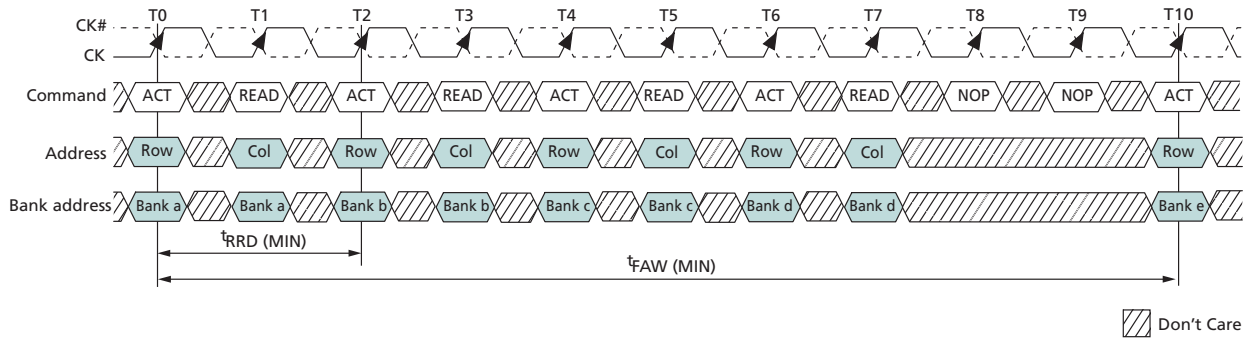 T0 T1 T2 T3 T4 T5 T6 T7 T8 T9 T10
CK#
CK
Command ACT READ ACT READ ACT READ ACT READ NOP NOP ACT
Address Row Col Row Col Row Col Row Col Row
Bank address Bank a Bank a Bank b Bank b Bank c Bank c Bank d Bank d Bank e
tRRD (MIN)
tFAW (MIN)
Don't Care